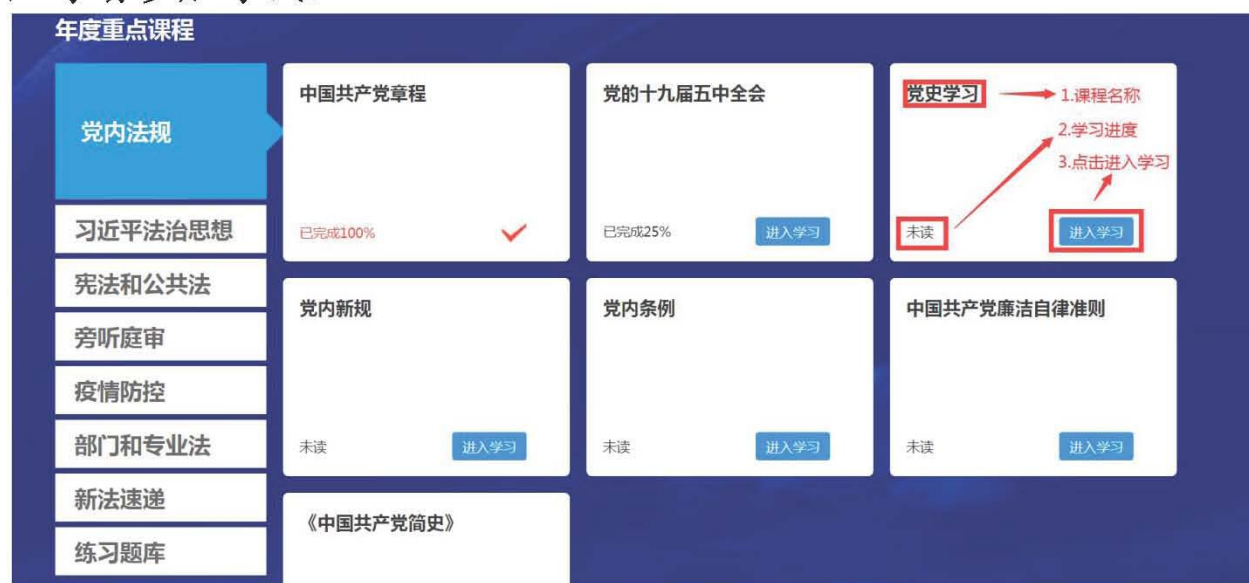 年度重点课程
党内法规
习近平法治思想
宪法和公共法
旁听庭审
疫情防控
部门和专业法
新法速递
练习题库
中国共产党章程
已完成100%
党的十九届五中全会
已完成25%
进入学习
党史学习
1.课程名称
2.学习进度
3.点击进入学习
未读
进入学习
党内新规
未读
进入学习
党内条例
未读
进入学习
中国共产党廉洁自律准则
未读
进入学习
《中国共产党简史》